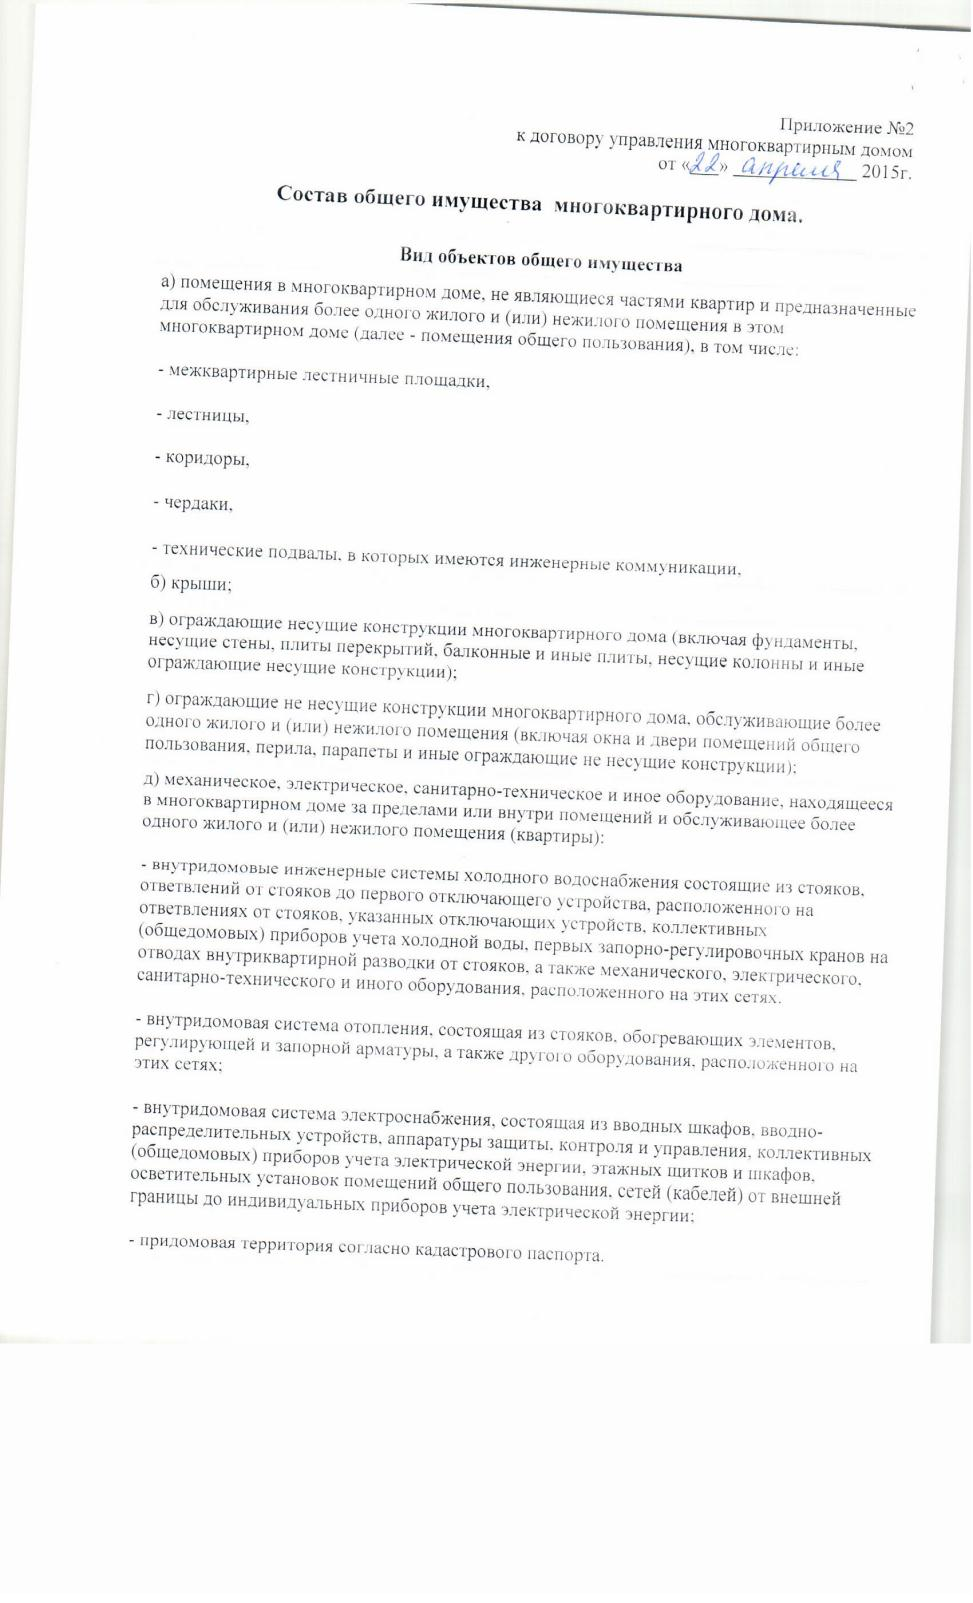 Приложение №2
к договору управления многоквартирным домом
от «22» апреля 2015г.
Состав общего имущества многоквартирного дома.
Вид объектов общего имущества
а) помещения в многоквартирном доме, не являющиеся частями квартир и предназначенные
для обслуживания более одного жилого и (или) нежилого помещения в этом
многоквартирном доме (далее - помещения общего пользования), в том числе:
- межквартирные лестничные площадки,
- лестницы,
- коридоры,
- чердаки,
- технические подвалы, в которых имеются инженерные коммуникации,
б) крыши;
в) ограждающие несущие конструкции многоквартирного дома (включая фундаменты,
несущие стены, плиты перекрытий, балконные и иные плиты, несущие колонны и иные
ограждающие несущие конструкции);
г) ограждающие не несущие конструкции многоквартирного дома, обслуживающие более
одного жилого и (или) нежилого помещения (включая окна и двери помещений общего
пользования, перила, парапеты и иные ограждающие не несущие конструкции);
д) механическое, электрическое, санитарно-техническое и иное оборудование, находящееся
в многоквартирном доме за пределами или внутри помещений и обслуживающее более
одного жилого и (или) нежилого помещения (квартиры):
- внутридомовые инженерные системы холодного водоснабжения состоящие из стояков,
ответвлений от стояков до первого отключающего устройства, расположенного на
ответвлениях от стояков, указанных отключающих устройств, коллективных
(общедомовых) приборов учета холодной воды, первых запорно-регулировочных кранов на
отводах внутриквартирной разводки от стояков, а также механического, электрического,
санитарно-технического и иного оборудования, расположенного на этих сетях.
- внутридомовая система отопления, состоящая из стояков, обогревающих элементов,
регулирующей и запорной арматуры, а также другого оборудования, расположенного на
этих сетях;
- внутридомовая система электроснабжения, состоящая из вводных шкафов, вводно-
распределительных устройств, аппаратуры защиты, контроля и управления, коллективных
(общедомовых) приборов учета электрической энергии, этажных щитков и шкафов,
осветительных установок помещений общего пользования, сетей (кабелей) от внешней
границы до индивидуальных приборов учета электрической энергии;
- придомовая территория согласно кадастрового паспорта.